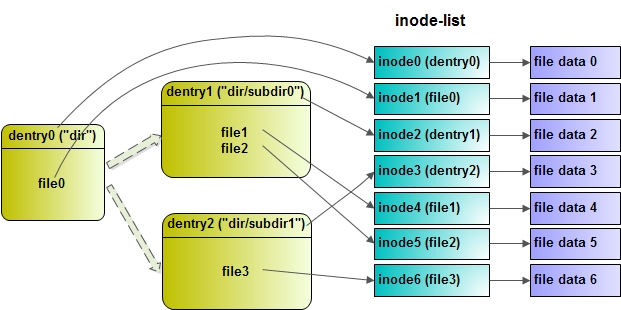 inode-list
dentry0 ("dir")
file0
dentry1 ("dir/subdir0")
file1
file2
dentry2 ("dir/subdir1")
file3
inode0 (dentry0)
file data 0
inode1 (file0)
file data 1
inode2 (dentry1)
file data 2
inode3 (dentry2)
file data 3
inode4 (file1)
file data 4
inode5 (file2)
file data 5
inode6 (file3)
file data 6